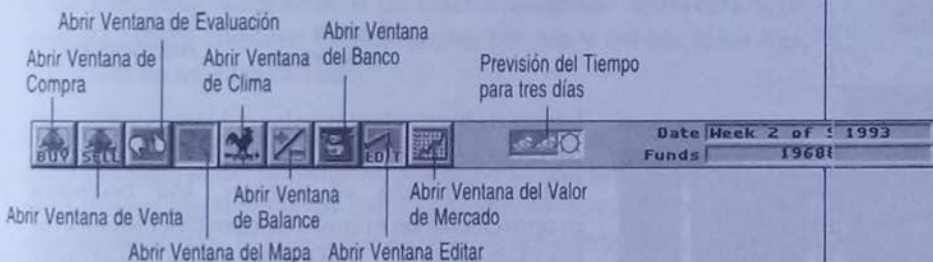 Abrir Ventana de Evaluación
Abrir Ventana de
Compra
Abrir Ventana
de Clima
Abrir Ventana
del Banco
Previsión del Tiempo
para tres días
BUY
SELL
EDIT
Date Week 2 of S 1993
Funds 19688
Abrir Ventana de Venta
Abrir Ventana del Mapa
Abrir Ventana
de Balance
Abrir Ventana Editar
Abrir Ventana del Valor
de Mercado